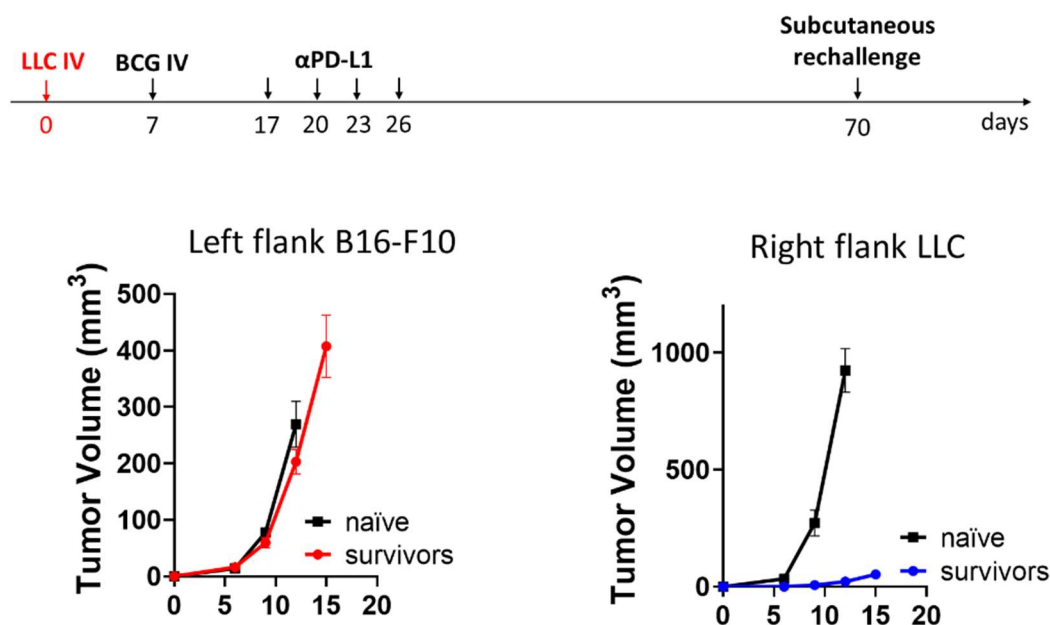 Subcutaneous
rechallenge
LLC IV BCG IV αPD-L1
0 7 17 20 23 26 70 days
Left flank B16-F10
Tumor Volume (mm³)
500
400
300
200
100
0
0 5 10 15 20
naïve
survivors
Right flank LLC
Tumor Volume (mm³)
1000
500
0
0 5 10 15 20
naïve
survivors